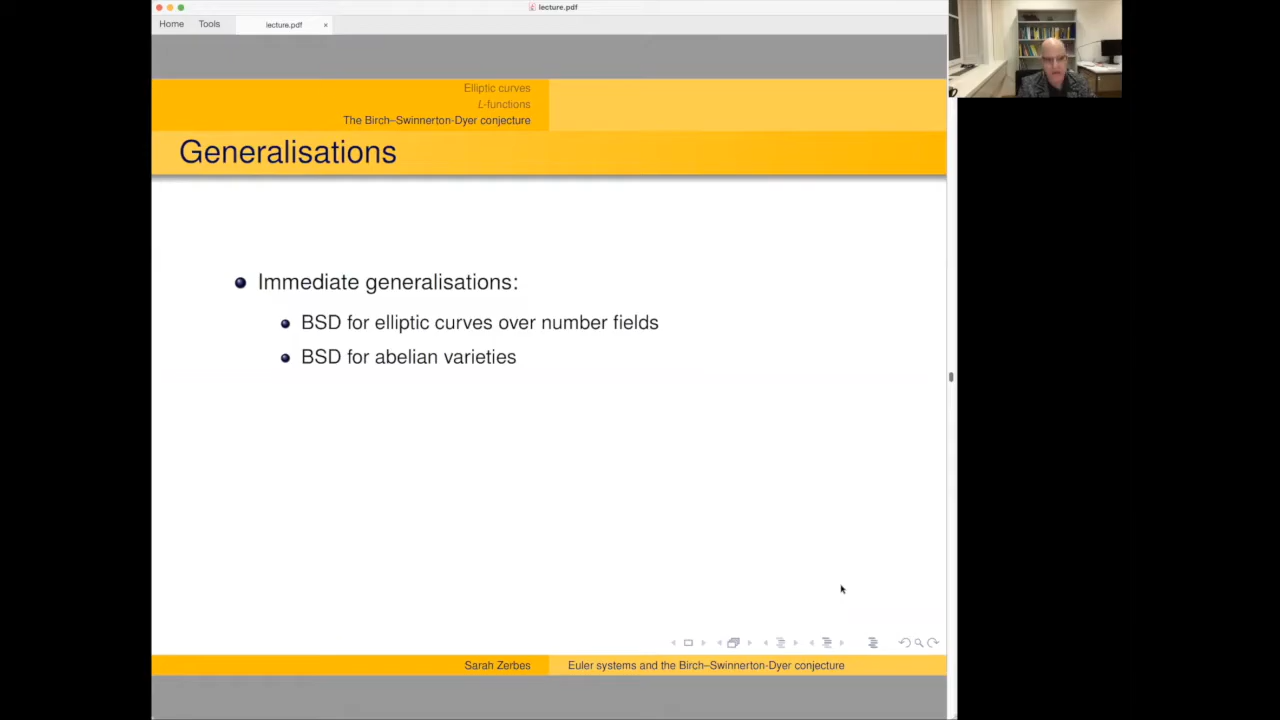 lecture.pdf
Home
Tools
lecture.pdf
×
Elliptic curves
L-functions
The Birch–Swinnerton-Dyer conjecture
Generalisations
Immediate generalisations:
BSD for elliptic curves over number fields
BSD for abelian varieties
Sarah Zerbes
Euler systems and the Birch–Swinnerton-Dyer conjecture